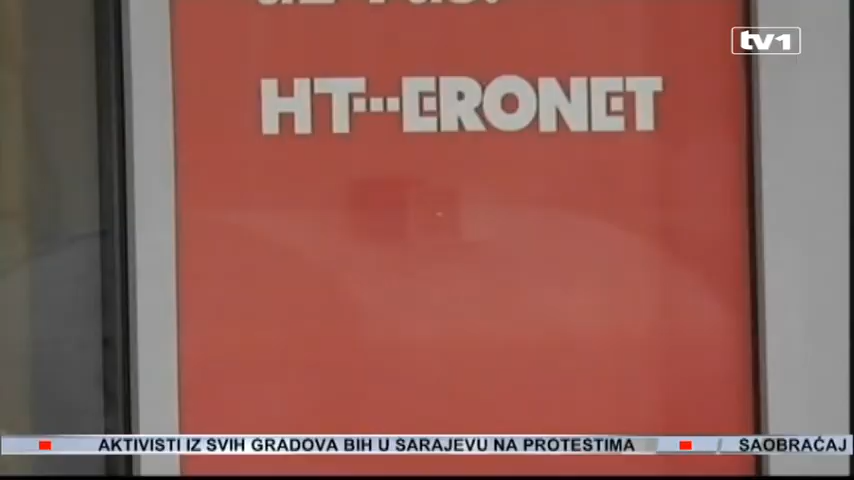 tv1
HT---ERONET
AKTIVISTI IZ SVIH GRADOVA BIH U SARAJEVU NA PROTESTIMA
SAOBRAĆAJ